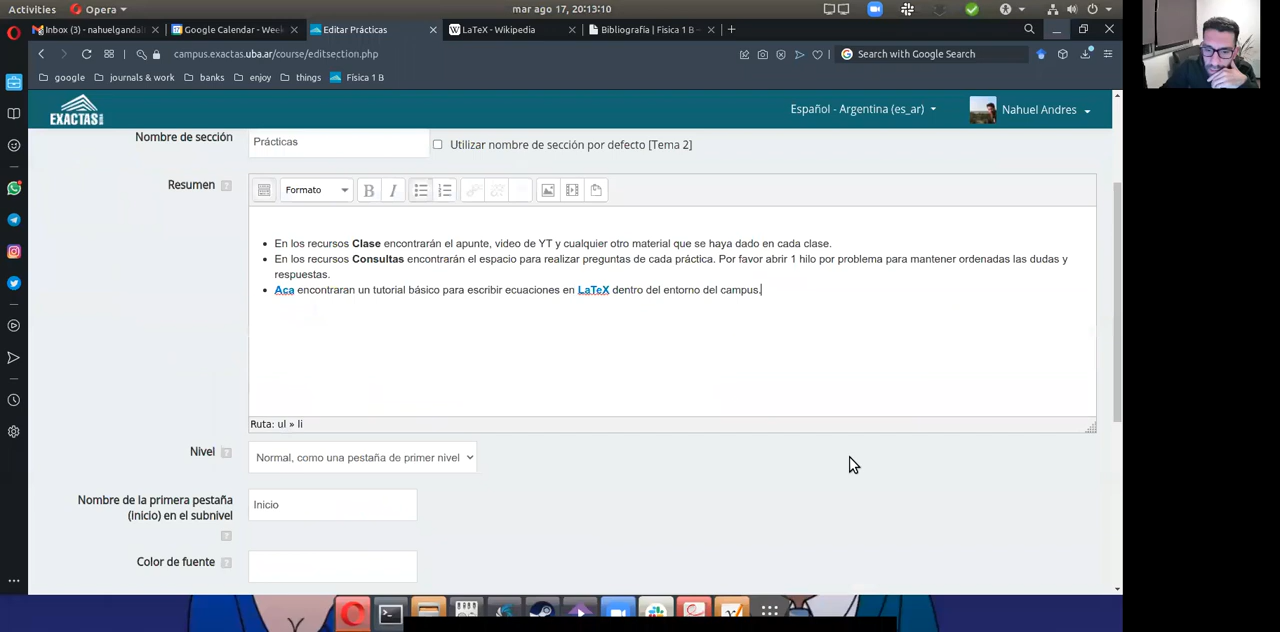 Activities Opera mar ago 17, 20:13:10
Inbox (3) - nahuelgandal Google Calendar - Week Editar Prácticas LaTeX - Wikipedia Bibliografía | Física 1 B –
campus.exactas.uba.ar/course/editsection.php Search with Google Search
google journals & work banks enjoy things Física 1 B
EXACTAS Español - Argentina (es_ar) Nahuel Andres
Nombre de sección Prácticas Utilizar nombre de sección por defecto [Tema 2]
Resumen ? Formato B I
En los recursos Clase encontrarán el apunte, video de YT y cualquier otro material que se haya dado en cada clase.
En los recursos Consultas encontrarán el espacio para realizar preguntas de cada práctica. Por favor abrir 1 hilo por problema para mantener ordenadas las dudas y
respuestas.
Aca encontraran un tutorial básico para escribir ecuaciones en LaTeX dentro del entorno del campus.
Ruta: ul » li
Nivel ? Normal, como una pestaña de primer nivel
Nombre de la primera pestaña
(inicio) en el subnivel Inicio
?
Color de fuente ?